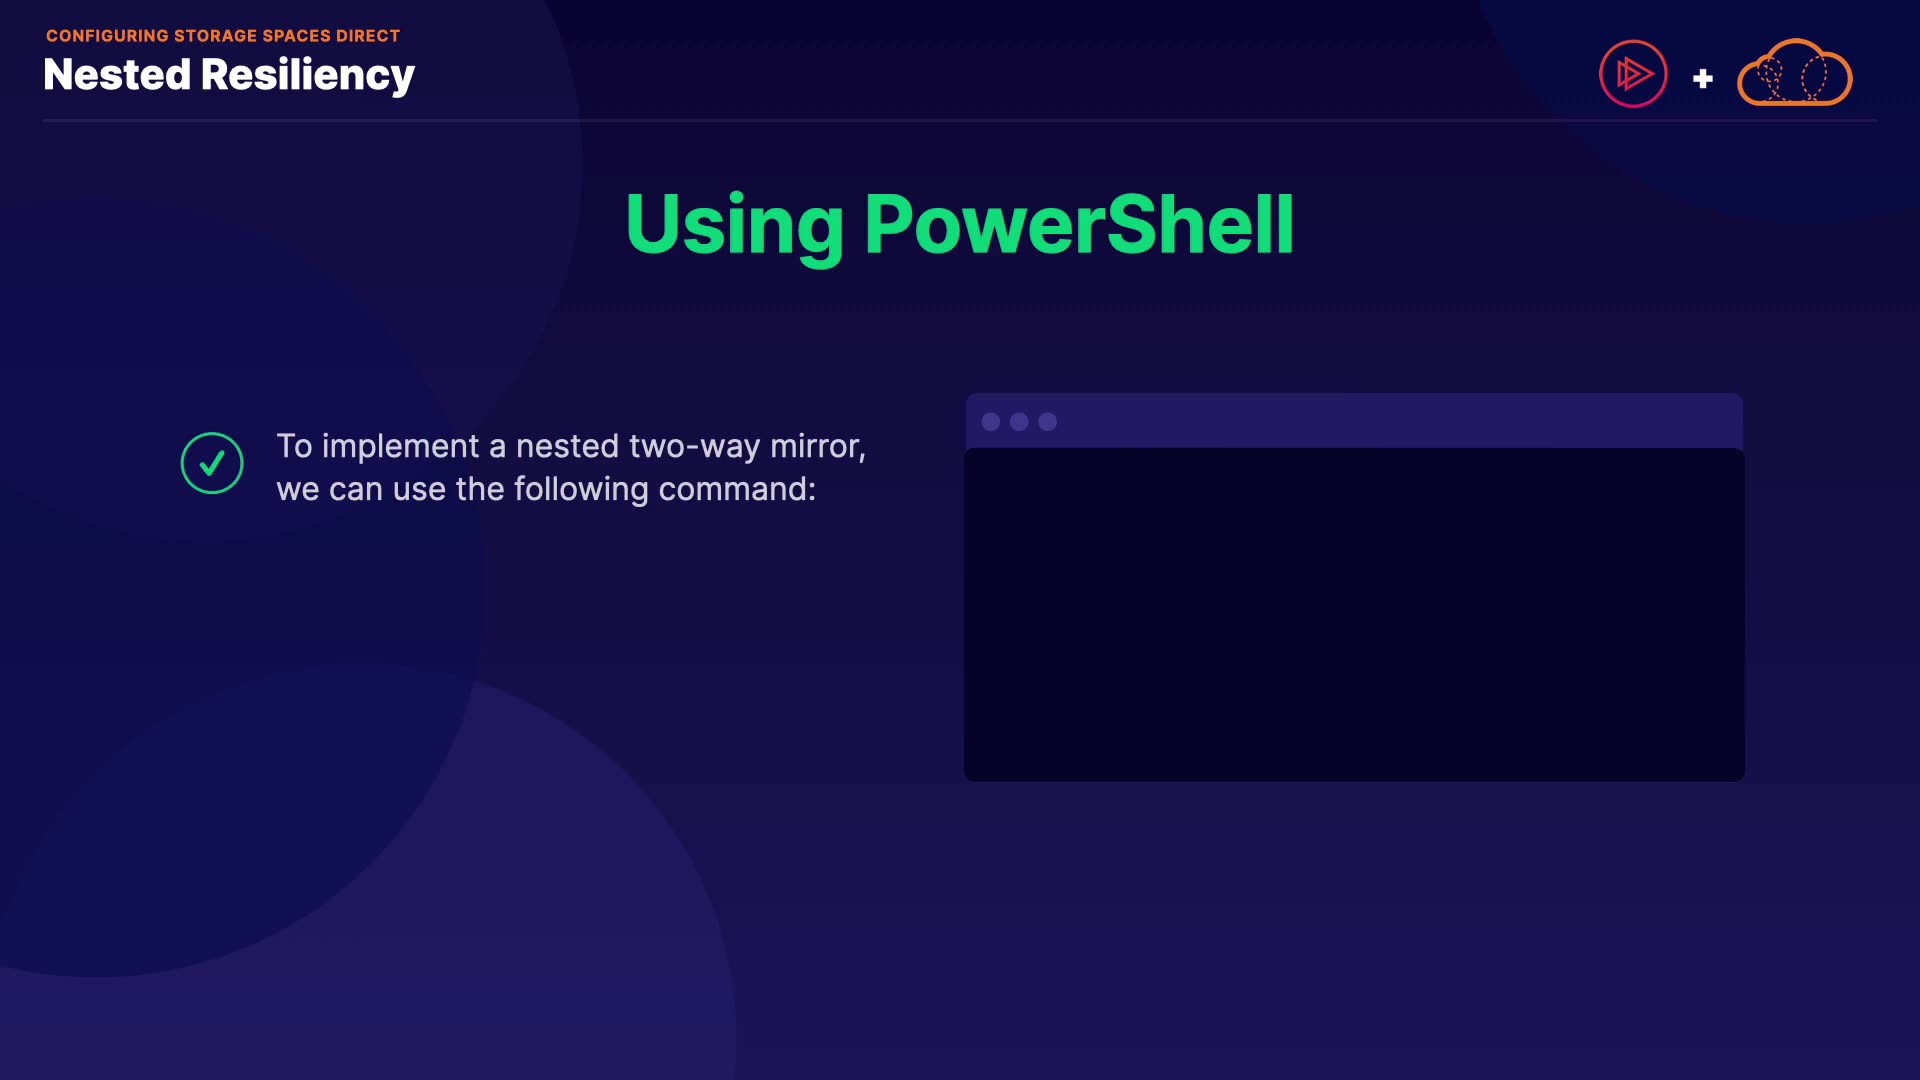 CONFIGURING STORAGE SPACES DIRECT
Nested Resiliency
+
Using PowerShell
To implement a nested two-way mirror,
we can use the following command: